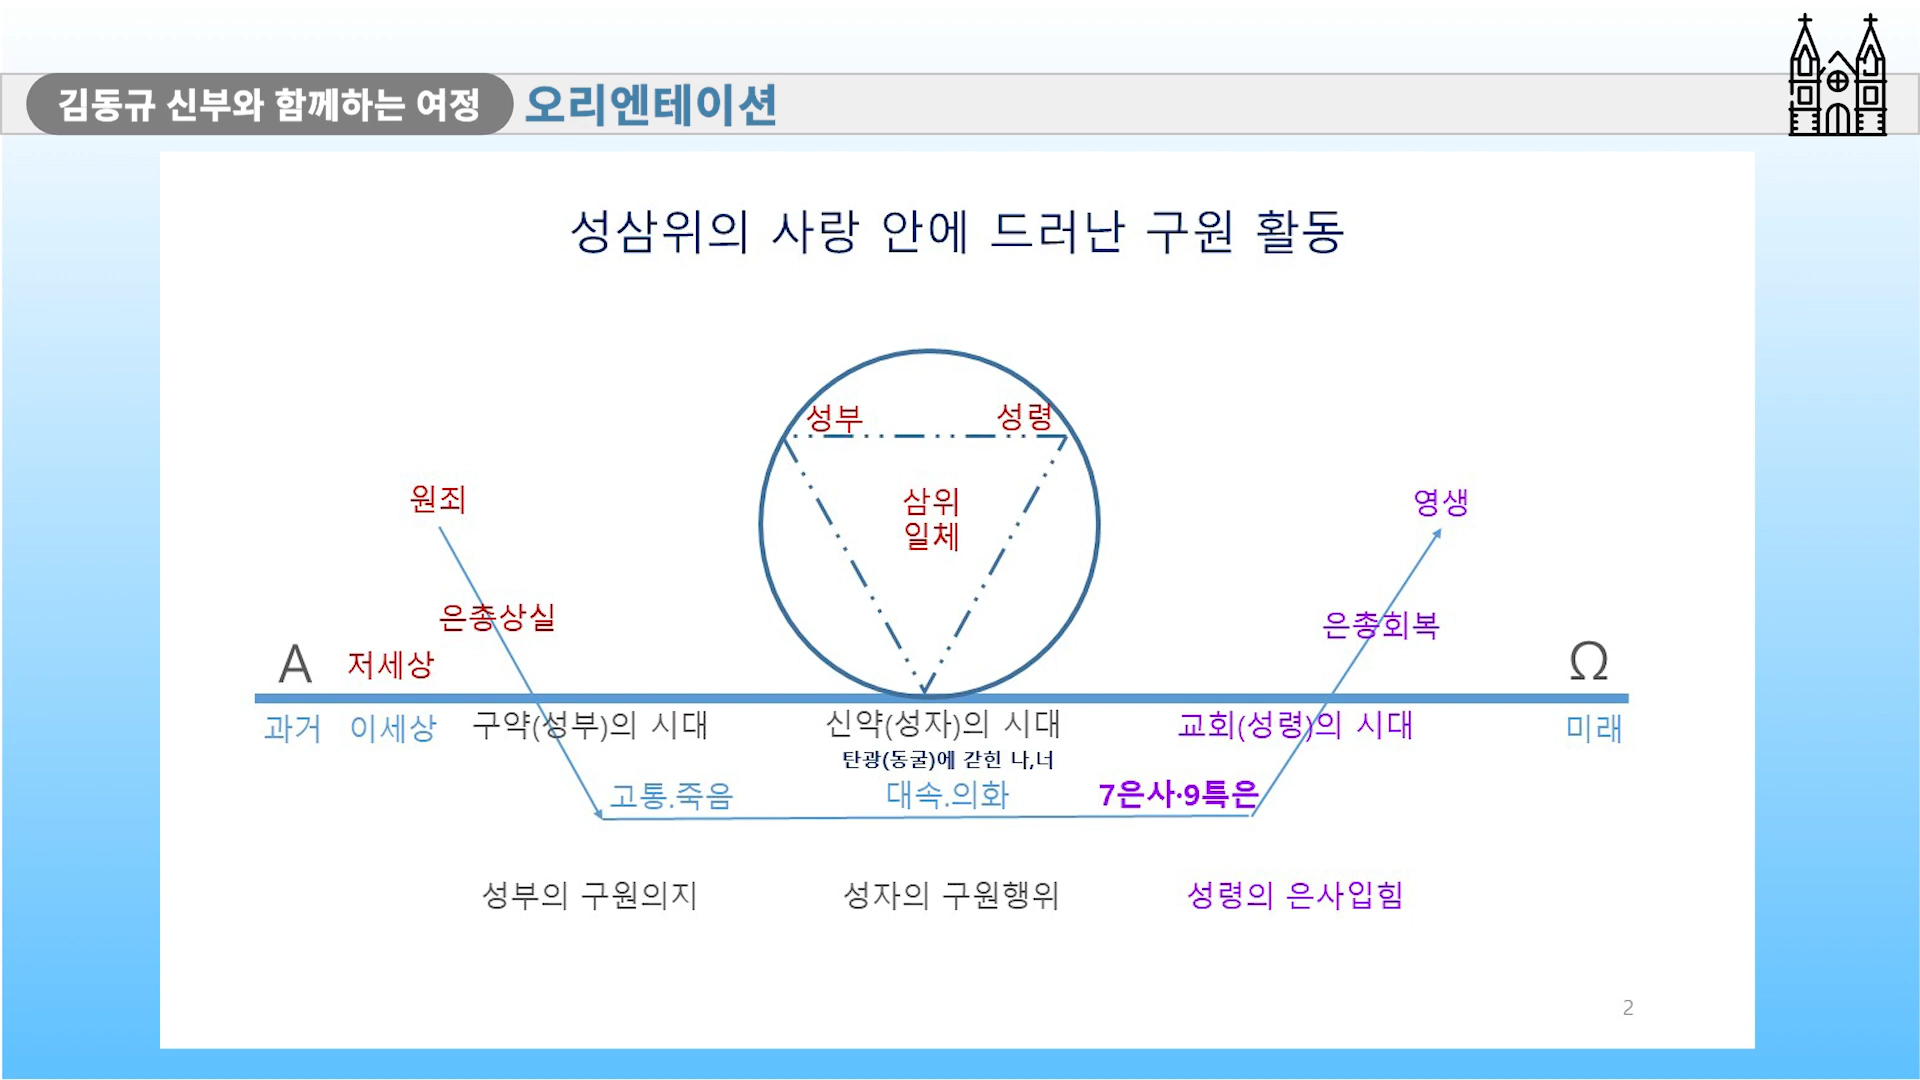 김동규 신부와 함께하는 여정 오리엔테이션
성삼위의 사랑 안에 드러난 구원 활동
성부 성령
삼위
일체
원죄 영생
은총상실 은총회복
A 저세상 Ω
과거 이세상 구약(성부)의 시대 신약(성자)의 시대 교회(성령)의 시대 미래
탄광(동굴)에 갇힌 나,너
고통.죽음 대속.의화 7은사·9특은
성부의 구원의지 성자의 구원행위 성령의 은사입힘
2